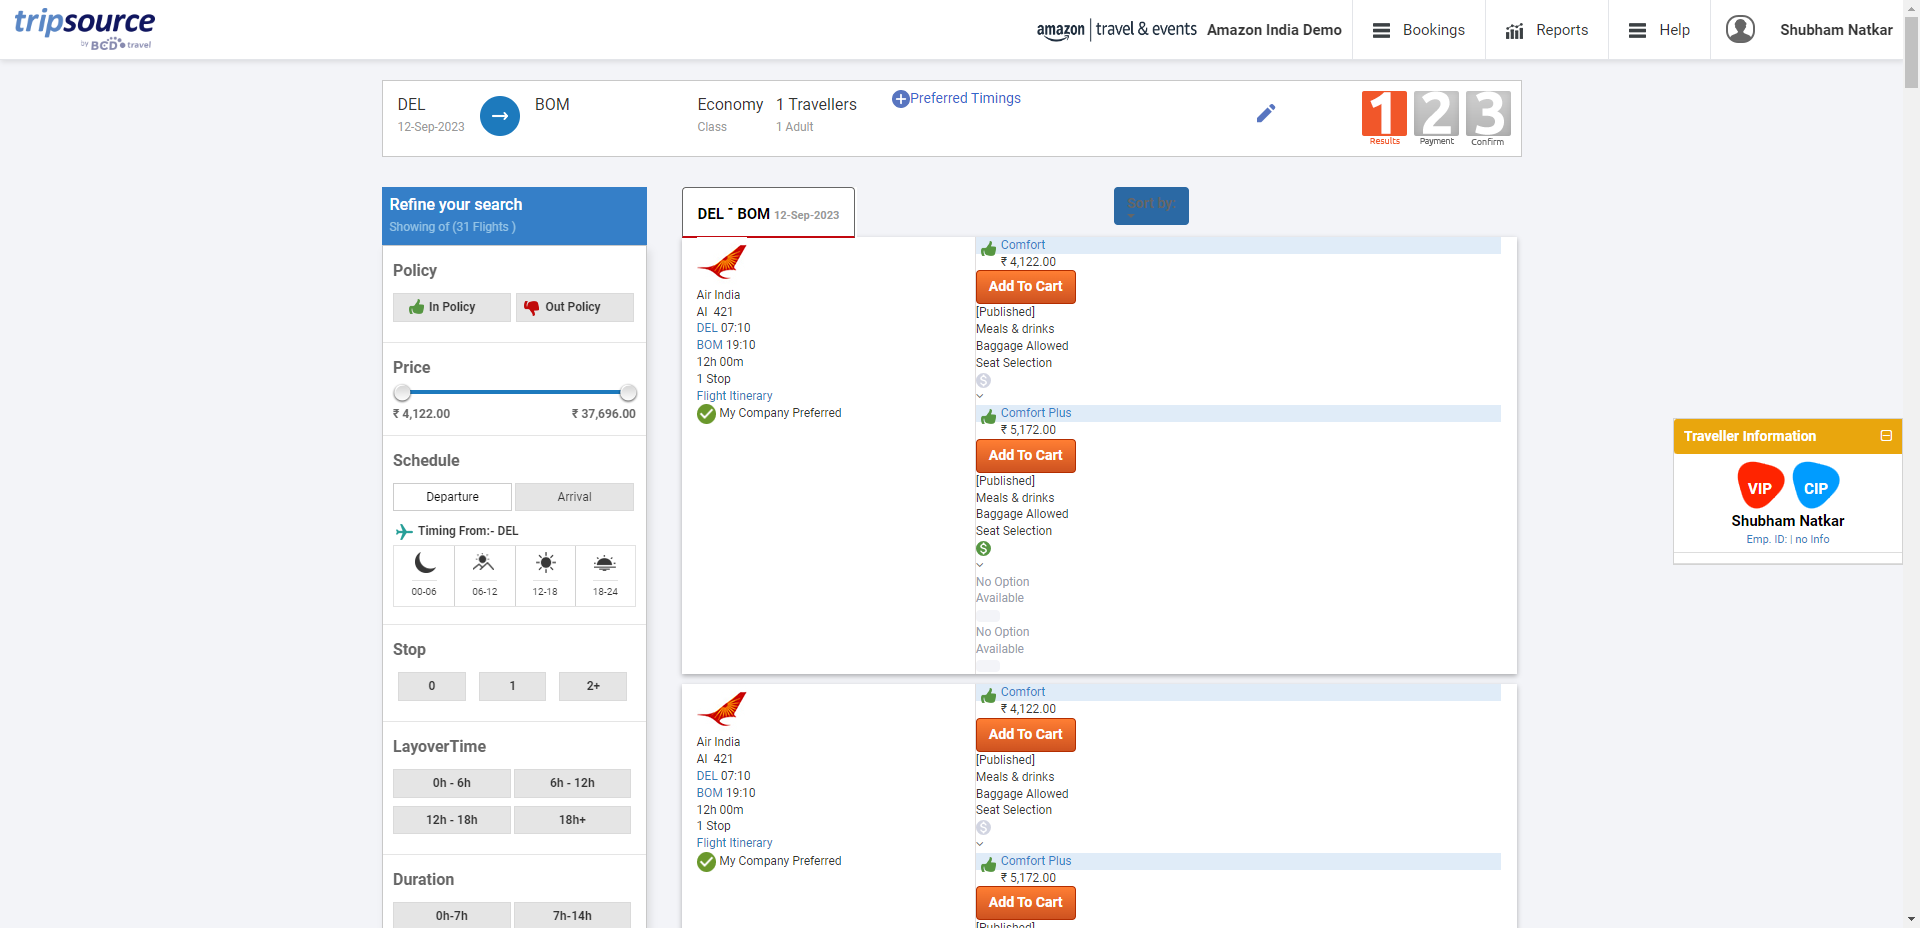 tripsource
by BCD travel
amazon | travel & events Amazon India Demo
Bookings
Reports
Help
Shubham Natkar
DEL
12-Sep-2023
BOM
Economy
Class
1 Travellers
1 Adult
Preferred Timings
1
Results
2
Payment
3
Confirm
Refine your search
Showing of (31 Flights )
Policy
In Policy
Out Policy
Price
₹ 4,122.00
₹ 37,696.00
Schedule
Departure
Arrival
Timing From:- DEL
00-06
06-12
12-18
18-24
Stop
0
1
2+
LayoverTime
0h - 6h
6h - 12h
12h - 18h
18h+
Duration
0h-7h
7h-14h
DEL - BOM 12-Sep-2023
Sort by:
Air India
AI 421
DEL 07:10
BOM 19:10
12h 00m
1 Stop
Flight Itinerary
My Company Preferred
Comfort
₹ 4,122.00
Add To Cart
[Published]
Meals & drinks
Baggage Allowed
Seat Selection
Comfort Plus
₹ 5,172.00
Add To Cart
[Published]
Meals & drinks
Baggage Allowed
Seat Selection
No Option
Available
No Option
Available
Air India
AI 421
DEL 07:10
BOM 19:10
12h 00m
1 Stop
Flight Itinerary
My Company Preferred
Comfort
₹ 4,122.00
Add To Cart
[Published]
Meals & drinks
Baggage Allowed
Seat Selection
Comfort Plus
₹ 5,172.00
Add To Cart
[Published]
Traveller Information
VIP
CIP
Shubham Natkar
Emp. ID: | no Info